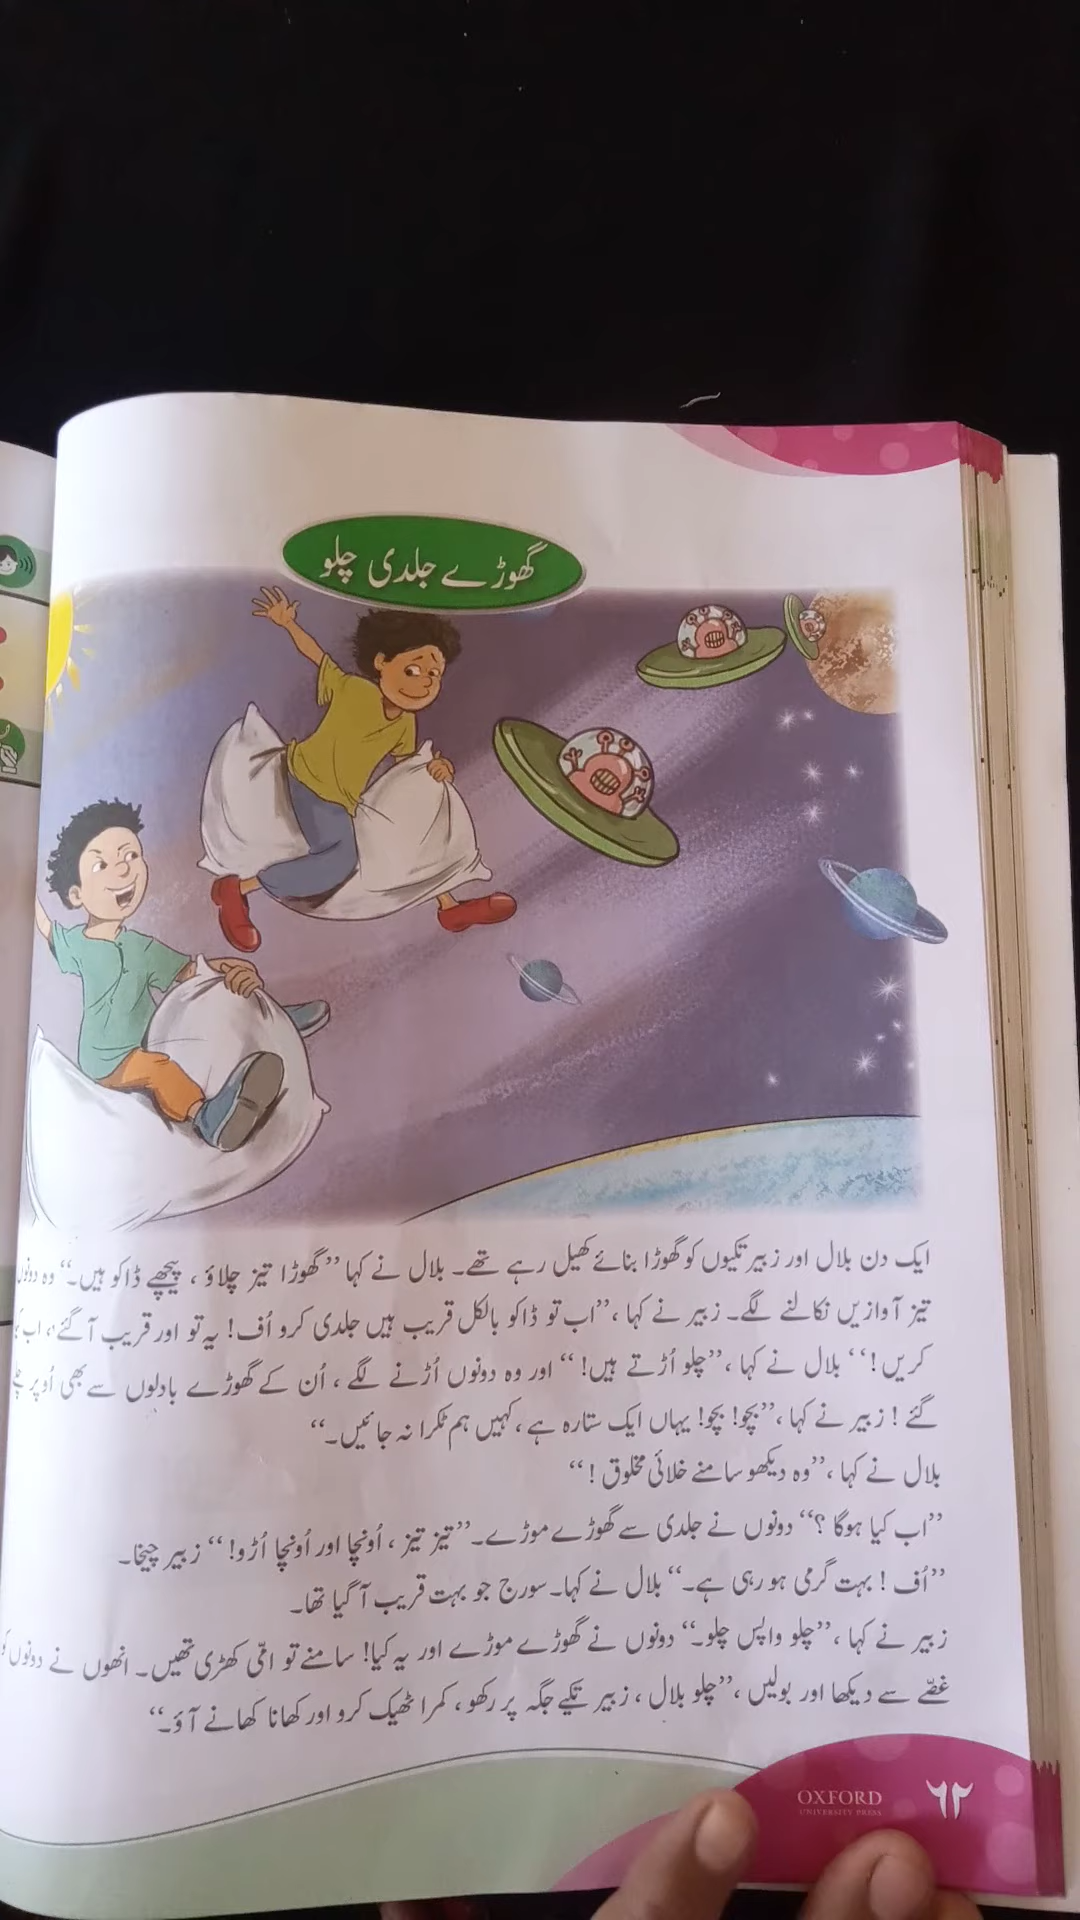 گھوڑے جلدی چلو
ایک دن بلال اور زبیر تکیوں کو گھوڑا بنائے کھیل رہے تھے۔ بلال نے کہا ”گھوڑا تیز چلاؤ ، پیچھے ڈاکو ہیں۔“ وہ دونوں
تیز آوازیں نکالنے لگے۔ زبیر نے کہا ،”اب تو ڈاکو بالکل قریب ہیں جلدی کرو اُف! یہ تو اور قریب آ گئے، اب
کریں!“ بلال نے کہا ،”چلو اُڑتے ہیں!“ اور وہ دونوں اُڑنے لگے ، اُن کے گھوڑے بادلوں سے بھی اُوپر
گئے ! زبیر نے کہا ،”بچو! بچو! یہاں ایک ستارہ ہے ، کہیں ہم ٹکرا نہ جائیں۔“
بلال نے کہا ،”وہ دیکھو سامنے خلائی مخلوق !“
”اب کیا ہوگا ؟“ دونوں نے جلدی سے گھوڑے موڑے۔ ”تیز تیز ، اُونچا اور اُونچا اُڑو!“ زبیر چیخا۔
”اُف ! بہت گرمی ہو رہی ہے۔“ بلال نے کہا۔ سورج جو بہت قریب آ گیا تھا۔
زبیر نے کہا ،”چلو واپس چلو۔“ دونوں نے گھوڑے موڑے اور یہ کیا! سامنے تو امّی کھڑی تھیں۔ انھوں نے دونوں کو
غصّے سے دیکھا اور بولیں ،”چلو بلال ، زبیر تکیے جگہ پر رکھو ، کمرا ٹھیک کرو اور کھانا کھانے آؤ۔“
OXFORD
UNIVERSITY PRESS
٦٢